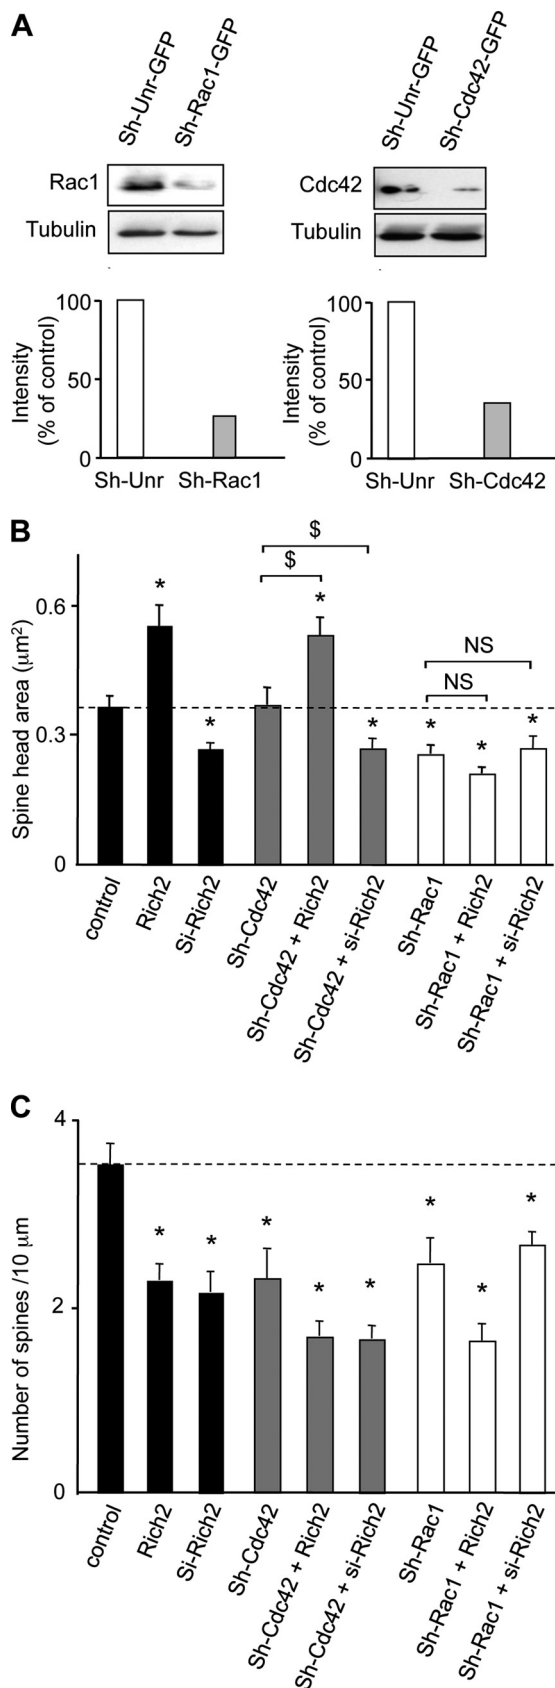 A
Sh-Unr-GFP
Sh-Rac1-GFP
Sh-Unr-GFP
Sh-Cdc42-GFP
Rac1
Tubulin
Cdc42
Tubulin
Intensity
(% of control)
100
50
0
Sh-Unr Sh-Rac1
Intensity
(% of control)
100
50
0
Sh-Unr Sh-Cdc42
B
Spine head area (μm²)
0.6
0.3
0
* * $ $ * * NS NS * * *
control
Rich2
Si-Rich2
Sh-Cdc42
Sh-Cdc42 + Rich2
Sh-Cdc42 + si-Rich2
Sh-Rac1
Sh-Rac1 + Rich2
Sh-Rac1 + si-Rich2
C
Number of spines /10 μm
4
2
0
* * * * * * * *
control
Rich2
Si-Rich2
Sh-Cdc42
Sh-Cdc42 + Rich2
Sh-Cdc42 + si-Rich2
Sh-Rac1
Sh-Rac1 + Rich2
Sh-Rac1 + si-Rich2